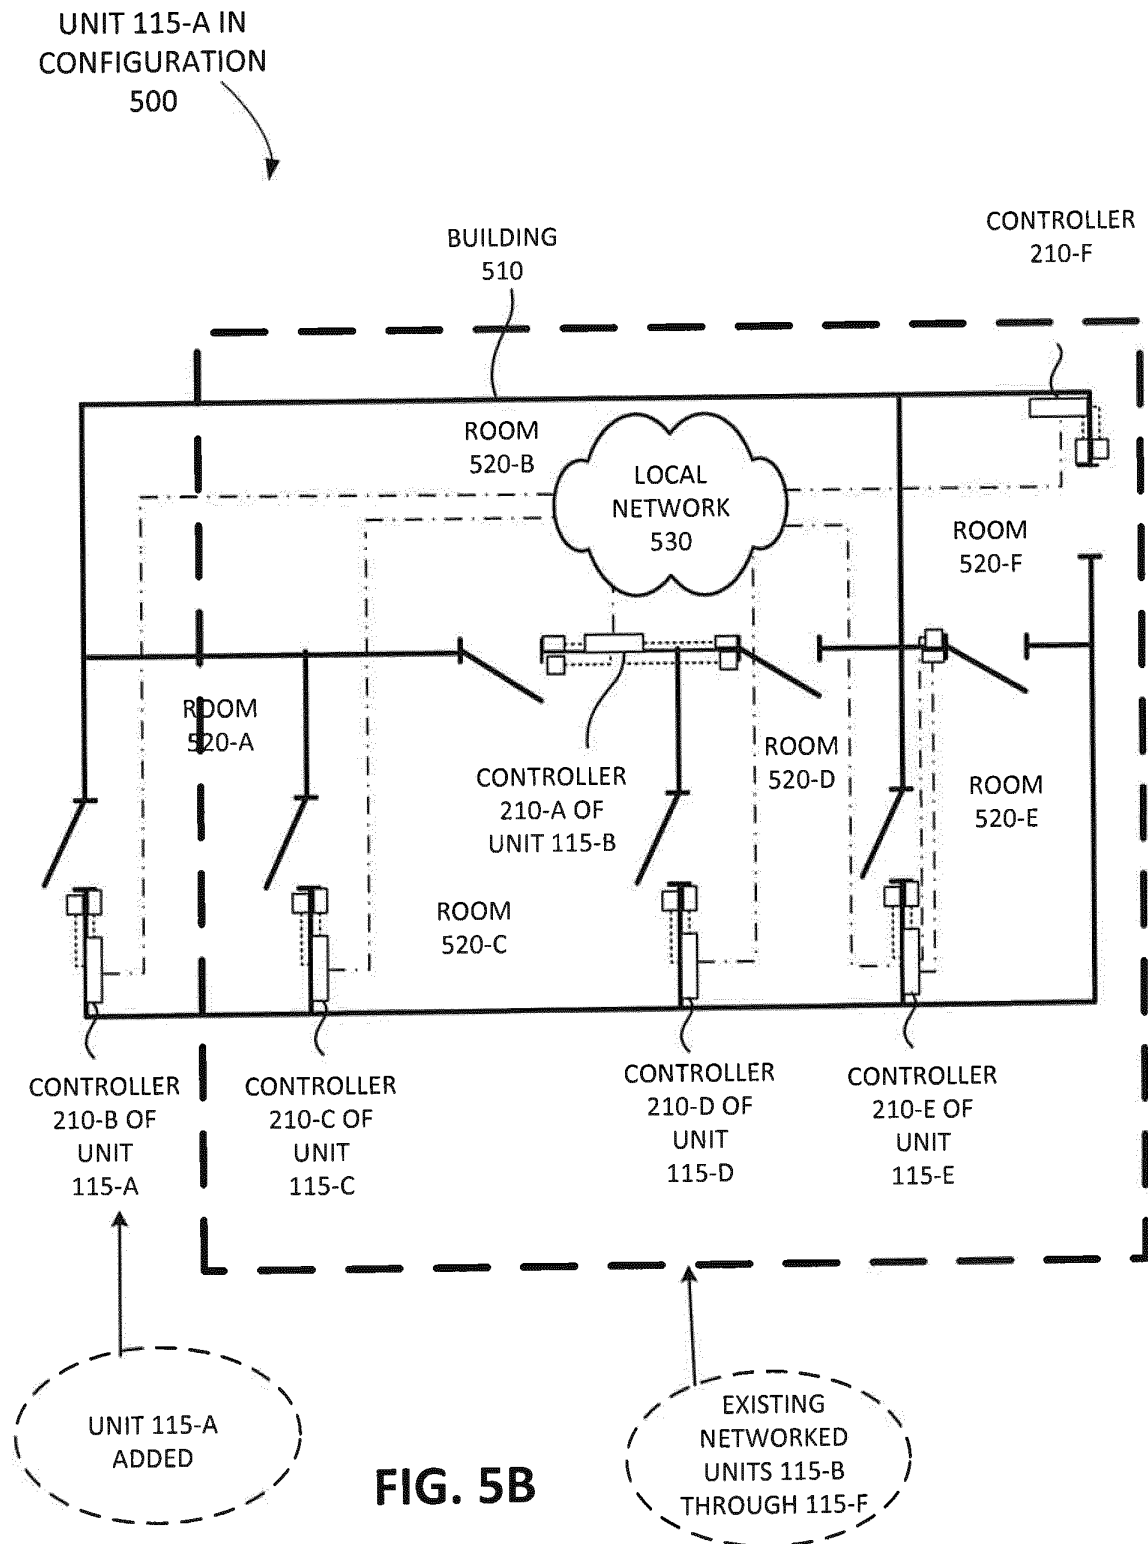 UNIT 115-A IN
CONFIGURATION
500
BUILDING
510
CONTROLLER
210-F
ROOM
520-B
LOCAL
NETWORK
530
ROOM
520-F
ROOM
520-A
CONTROLLER
210-A OF
UNIT 115-B
ROOM
520-D
ROOM
520-E
ROOM
520-C
CONTROLLER
210-B OF
UNIT
115-A
CONTROLLER
210-C OF
UNIT
115-C
CONTROLLER
210-D OF
UNIT
115-D
CONTROLLER
210-E OF
UNIT
115-E
UNIT 115-A
ADDED
EXISTING
NETWORKED
UNITS 115-B
THROUGH 115-F
FIG. 5B